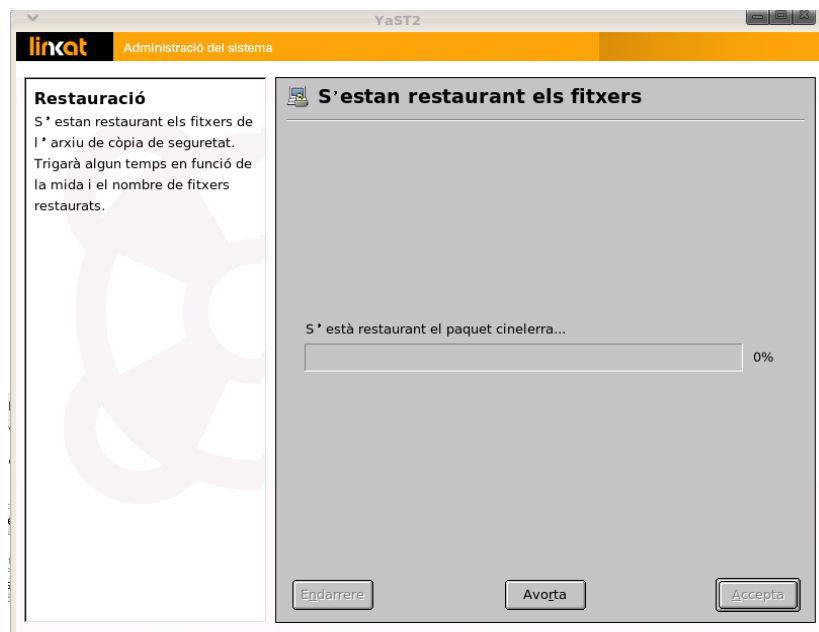 YaST2
linkat
Administració del sistema
Restauració
S’estan restaurant els fitxers de
l’arxiu de còpia de seguretat.
Trigarà algun temps en funció de
la mida i el nombre de fitxers
restaurats.
S’estan restaurant els fitxers
S’està restaurant el paquet cinelerra...
0%
Endarrere
Avorta
Accepta